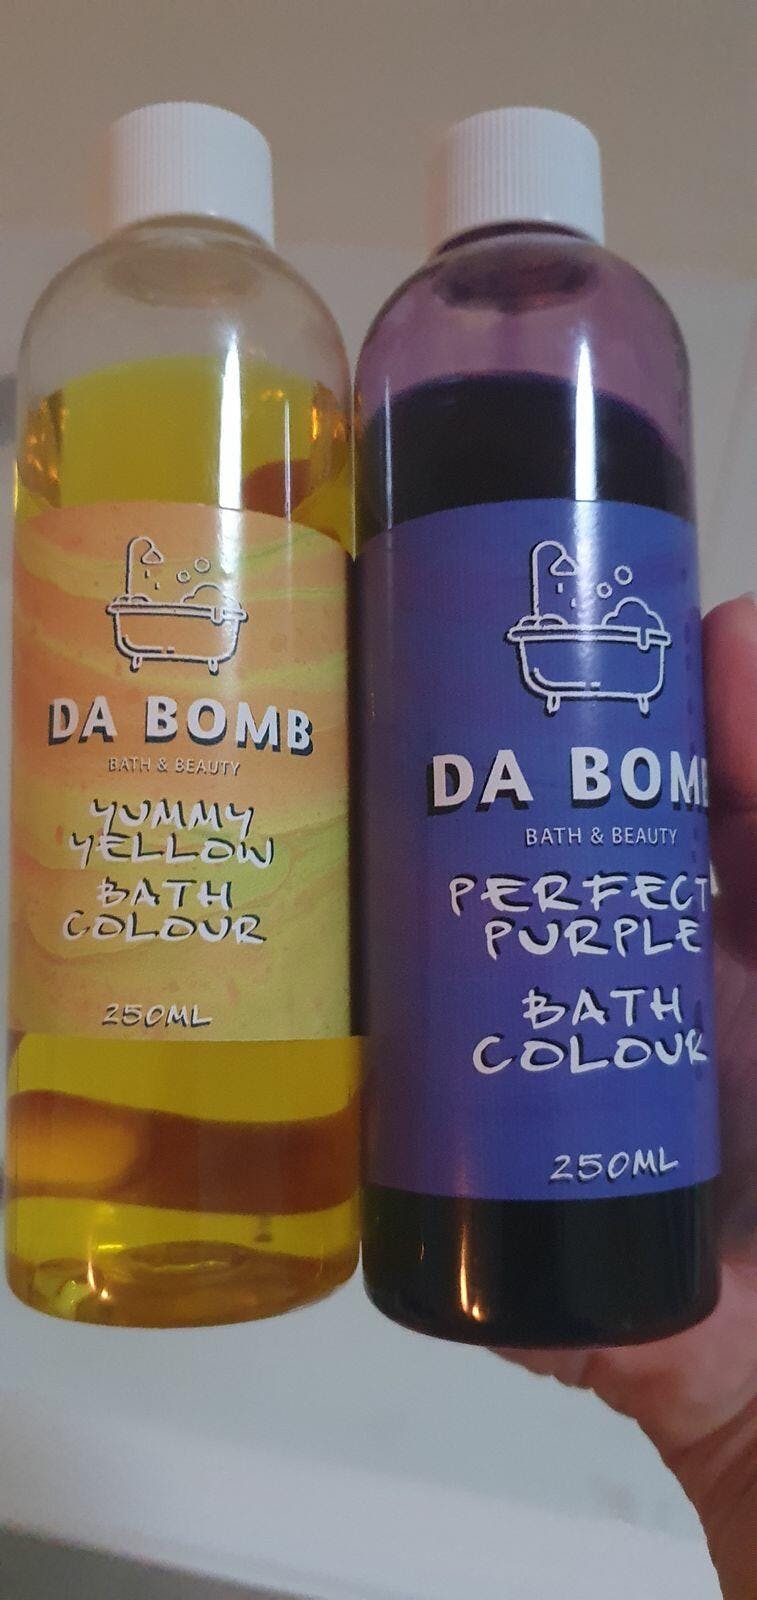 DA BOMB
BATH & BEAUTY
YUMMY
YELLOW
BATH
COLOUR
250ML
DA BOMB
BATH & BEAUTY
PERFECT
PURPLE
BATH
COLOUR
250ML